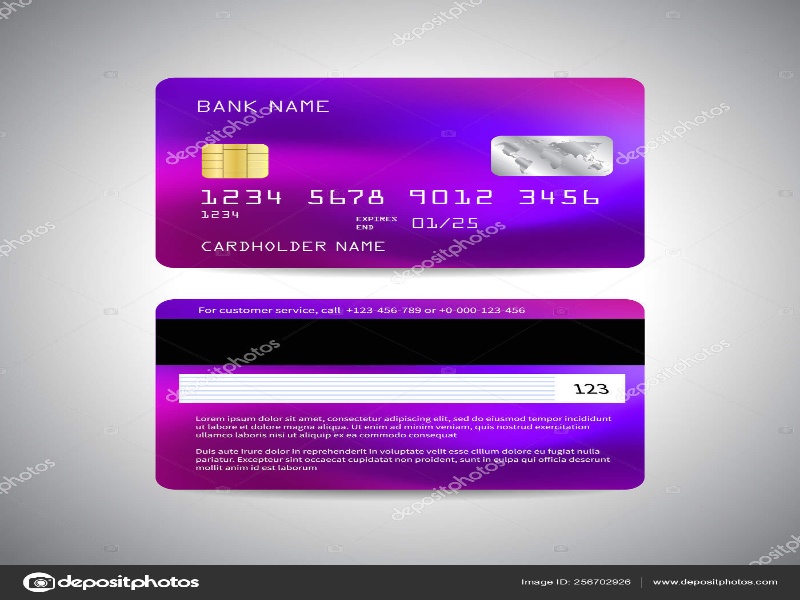 BANK NAME
1234 5678 9012 3456
1234
EXPIRES
END
01/25
CARDHOLDER NAME
For customer service, call +123-456-789 or +0-000-123-456
123
Lorem ipsum dolor sit amet, consectetur adipiscing elit, sed do eiusmod tempor incididunt
ut labore et dolore magna aliqua. Ut enim ad minim veniam, quis nostrud exercitation
ullamco laboris nisi ut aliquip ex ea commodo consequat
Duis aute irure dolor in reprehenderit in voluptate velit esse cillum dolore eu fugiat nulla
pariatur. Excepteur sint occaecat cupidatat non proident, sunt in culpa qui officia deserunt
mollit anim id est laborum
depositphotos
Image ID: 256702926 | www.depositphotos.com